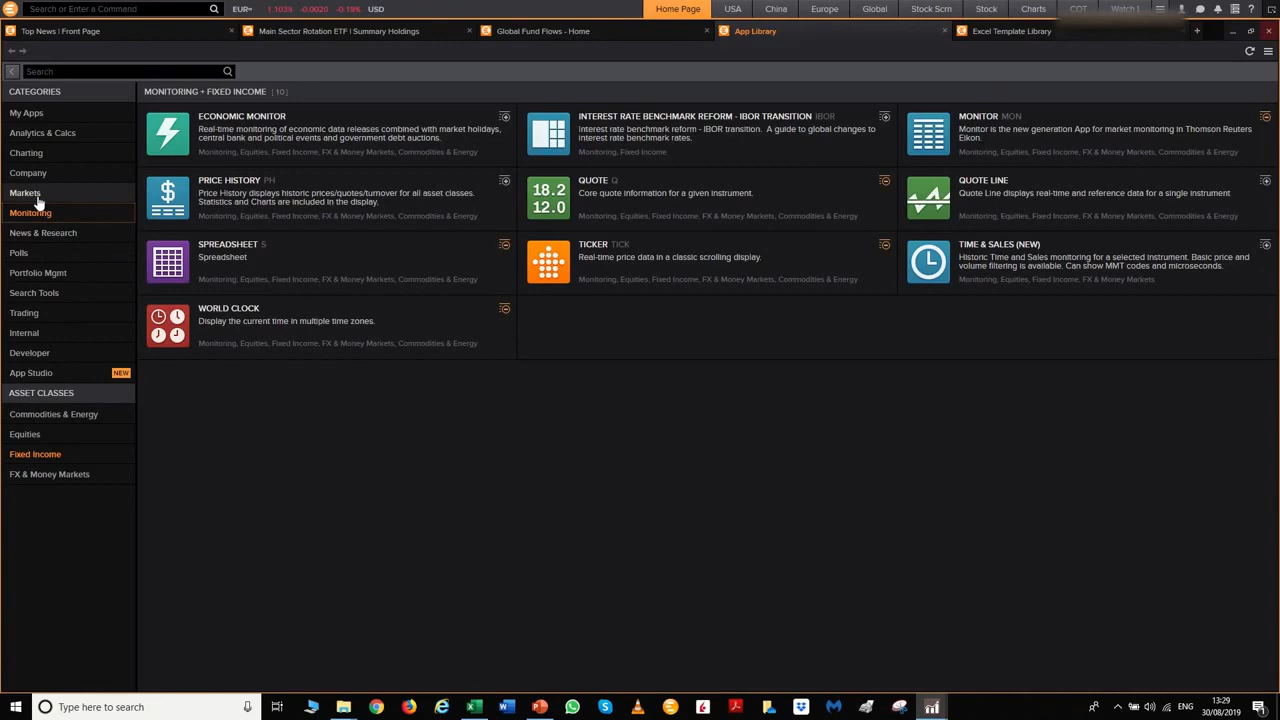 Search or Enter a Command
EUR=
1.103%
-0.0020
-0.19%
USD
Home Page
USA
China
Europe
Global
Stock Scrn
Stock
Charts
COT
Watch L
Top News | Front Page
Main Sector Rotation ETF | Summary Holdings
Global Fund Flows - Home
App Library
Excel Template Library
Search
CATEGORIES
My Apps
Analytics & Calcs
Charting
Company
Markets
Monitoring
News & Research
Polls
Portfolio Mgmt
Search Tools
Trading
Internal
Developer
App Studio NEW
ASSET CLASSES
Commodities & Energy
Equities
Fixed Income
FX & Money Markets
MONITORING + FIXED INCOME [ 10 ]
ECONOMIC MONITOR
Real-time monitoring of economic data releases combined with market holidays,
central bank and political events and government debt auctions.
Monitoring, Equities, Fixed Income, FX & Money Markets, Commodities & Energy
INTEREST RATE BENCHMARK REFORM - IBOR TRANSITION IBOR
Interest rate benchmark reform - IBOR transition. A guide to global changes to
interest rate benchmark rates.
Monitoring, Fixed Income
MONITOR MON
Monitor is the new generation App for market monitoring in Thomson Reuters
Eikon.
Monitoring, Equities, Fixed Income, FX & Money Markets, Commodities & Energy
PRICE HISTORY PH
Price History displays historic prices/quotes/turnover for all asset classes.
Statistics and Charts are included in the display.
Monitoring, Equities, Fixed Income, FX & Money Markets, Commodities & Energy
18.2
12.0
QUOTE Q
Core quote information for a given instrument.
Monitoring, Equities, Fixed Income, FX & Money Markets, Commodities & Energy
QUOTE LINE
Quote Line displays real-time and reference data for a single instrument
Monitoring, Equities, Fixed Income, FX & Money Markets, Commodities & Energy
SPREADSHEET S
Spreadsheet
Monitoring, Equities, Fixed Income, FX & Money Markets, Commodities & Energy
TICKER TICK
Real-time price data in a classic scrolling display.
Monitoring, Equities, Fixed Income, FX & Money Markets, Commodities & Energy
TIME & SALES (NEW)
Historic Time and Sales monitoring for a selected instrument. Basic price and
volume filtering is available. Can show MMT codes and microseconds.
Monitoring, Equities, Fixed Income, FX & Money Markets
WORLD CLOCK
Display the current time in multiple time zones.
Monitoring, Equities, Fixed Income, FX & Money Markets, Commodities & Energy
Type here to search
ENG
13:29
30/08/2019